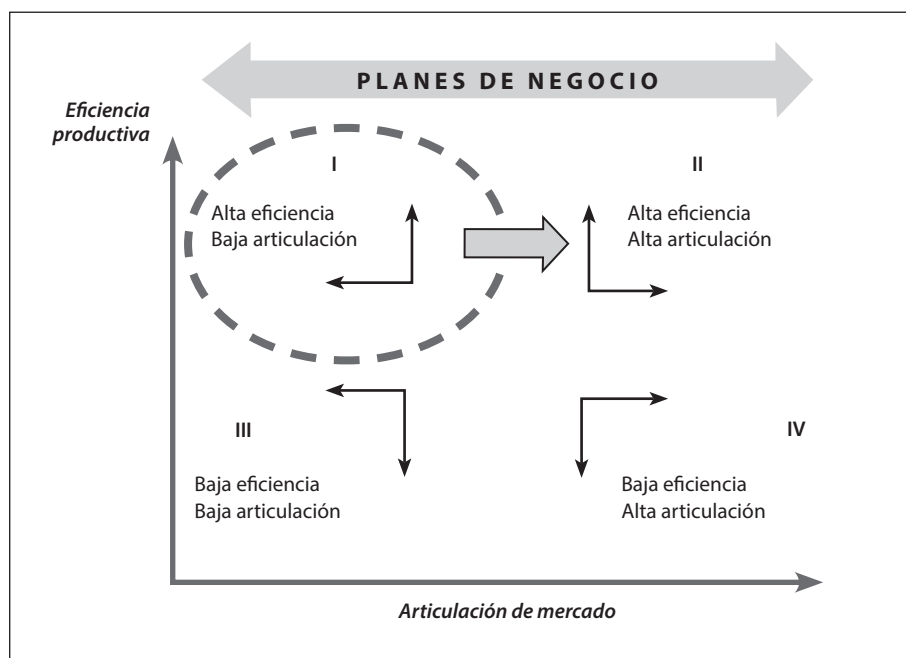 PLANES DE NEGOCIO
Eficiencia
productiva
I
II
Alta eficiencia
Baja articulación
Alta eficiencia
Alta articulación
III
IV
Baja eficiencia
Baja articulación
Baja eficiencia
Alta articulación
Articulación de mercado